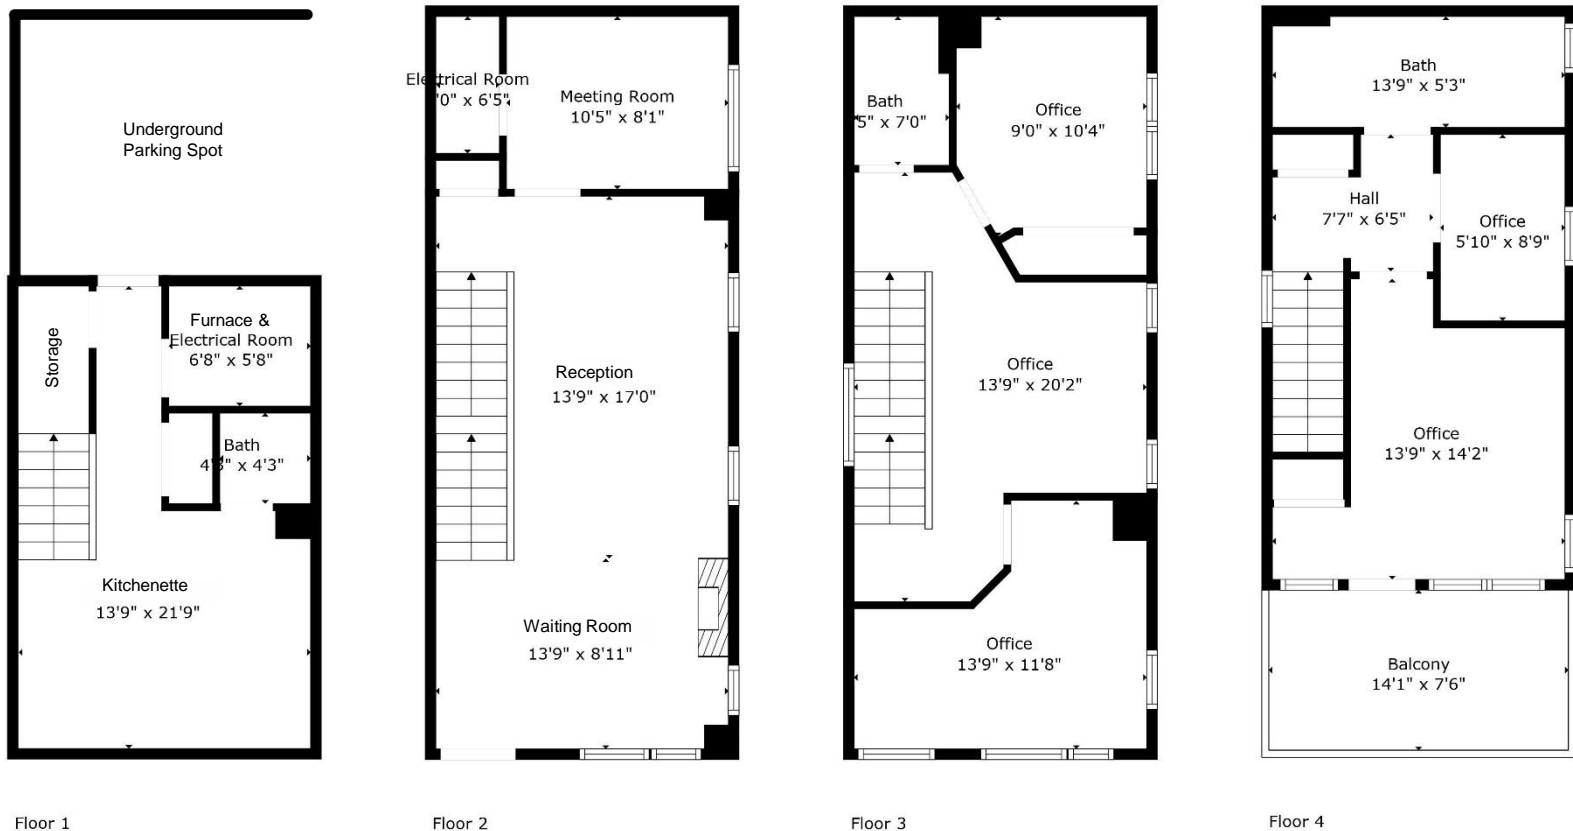 Underground
Parking Spot
Storage
Furnace &
Electrical Room
6'8" x 5'8"
Bath
4'3" x 4'3"
Kitchenette
13'9" x 21'9"
Floor 1
Electrical Room
'0" x 6'5"
Meeting Room
10'5" x 8'1"
Reception
13'9" x 17'0"
Waiting Room
13'9" x 8'11"
Floor 2
Bath
5" x 7'0"
Office
9'0" x 10'4"
Office
13'9" x 20'2"
Office
13'9" x 11'8"
Floor 3
Bath
13'9" x 5'3"
Hall
7'7" x 6'5"
Office
5'10" x 8'9"
Office
13'9" x 14'2"
Balcony
14'1" x 7'6"
Floor 4